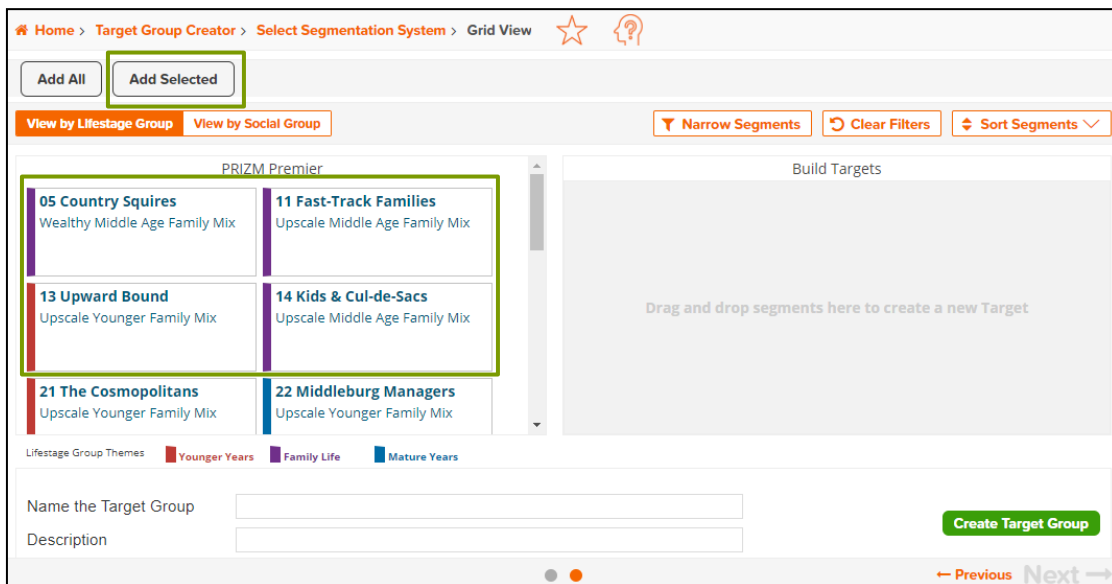 Home > Target Group Creator > Select Segmentation System > Grid View
Add All Add Selected
View by Lifestage Group View by Social Group Narrow Segments Clear Filters Sort Segments
PRIZM Premier Build Targets
05 Country Squires 11 Fast-Track Families
Wealthy Middle Age Family Mix Upscale Middle Age Family Mix
13 Upward Bound 14 Kids & Cul-de-Sacs
Upscale Younger Family Mix Upscale Middle Age Family Mix
Drag and drop segments here to create a new Target
21 The Cosmopolitans 22 Middleburg Managers
Upscale Younger Family Mix Upscale Younger Family Mix
Lifestage Group Themes Younger Years Family Life Mature Years
Name the Target Group
Create Target Group
Description
← Previous Next →